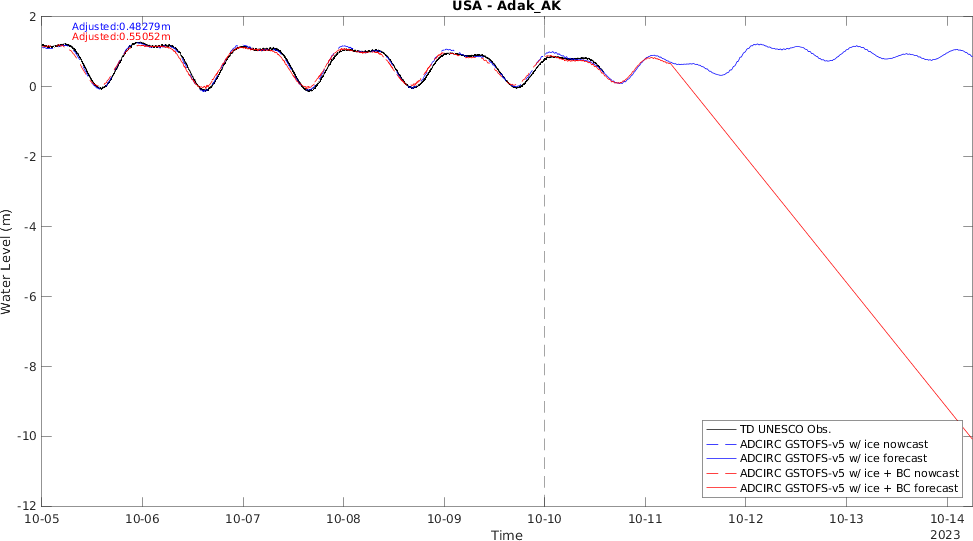 USA - Adak_AK
Adjusted:0.48279m
Adjusted:0.55052m
2
0
-2
-4
-6
-8
-10
-12
Water Level (m)
10-05 10-06 10-07 10-08 10-09 10-10 10-11 10-12 10-13 10-14
2023
Time
TD UNESCO Obs.
ADCIRC GSTOFS-v5 w/ ice nowcast
ADCIRC GSTOFS-v5 w/ ice forecast
ADCIRC GSTOFS-v5 w/ ice + BC nowcast
ADCIRC GSTOFS-v5 w/ ice + BC forecast